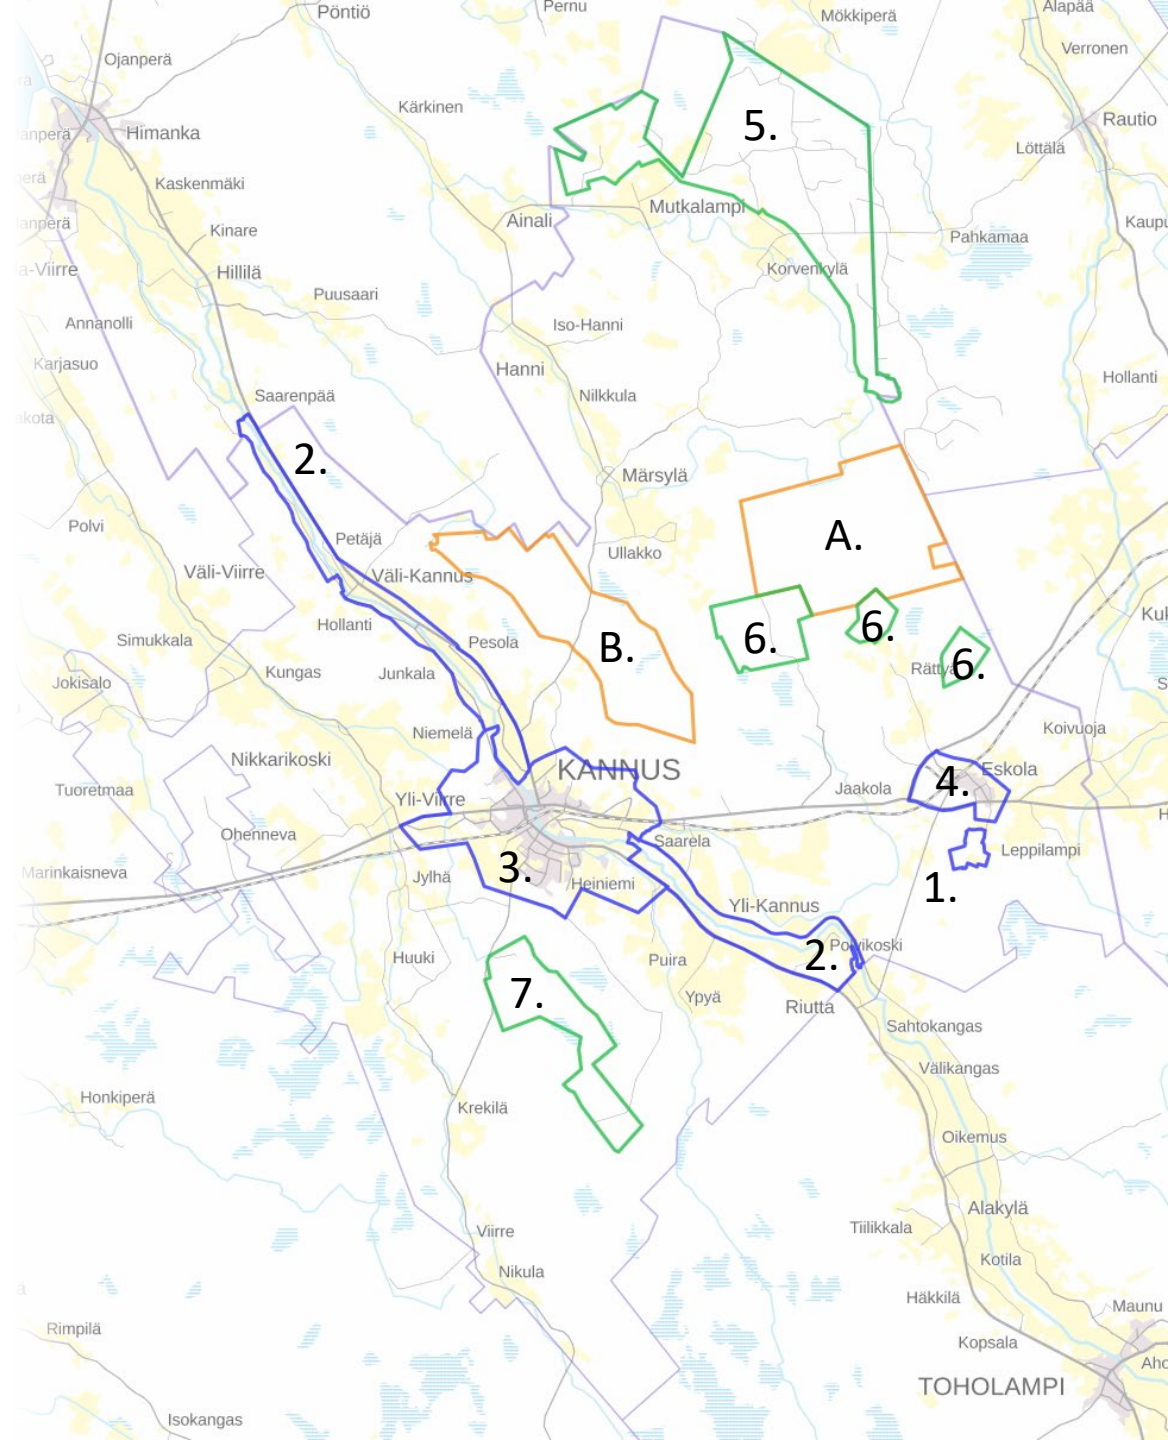 Pöntiö
Pernu
Mökkiperä
Alapää
Ojanperä
Verronen
Kärkinen
5.
Rautio
Himanka
Löttälä
Kaskenmäki
Mutkalampi
Ainali
Kinare
Pahkamaa
Hillilä
Korvenkylä
Puusaari
Annanolli
Iso-Hanni
Karjasuo
Hanni
Hollanti
Saarenpää
Nilkkula
2.
Märsylä
Polvi
A.
Petäjä
Ullakko
Väli-Viirre
Väli-Kannus
Hollanti
6.
Simukkala
Pesola
B.
6.
6.
Kungas
Junkala
Jokisalo
Niemelä
Koivuoja
Nikkarikoski
KANNUS
Eskola
4.
Tuoretmaa
Yli-Viirre
Jaakola
Ohenneva
Saarela
Leppilampi
Marinkaisneva
Jylhä
3.
Heiniemi
1.
Yli-Kannus
Polvikoski
2.
Huuki
Puira
7.
Ypyä
Riutta
Sahtokangas
Välikangas
Honkiperä
Krekilä
Oikemus
Alakylä
Viirre
Tiilikkala
Nikula
Kotila
Häkkilä
Maunu
Rimpilä
Kopsala
TOHOLAMPI
Isokangas